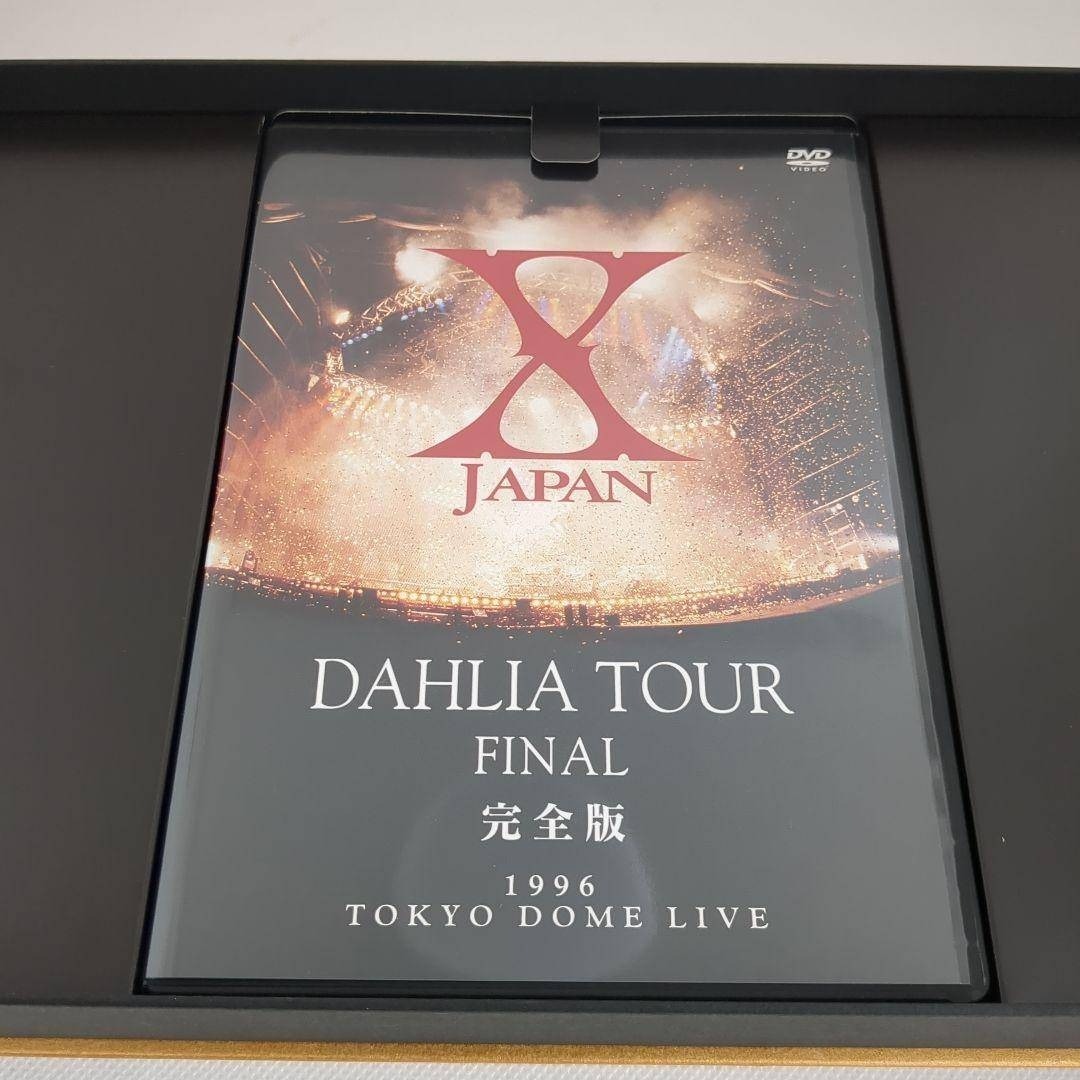 DVD
VIDEO
X
JAPAN
DAHLIA TOUR
FINAL
完全版
1996
TOKYO DOME LIVE